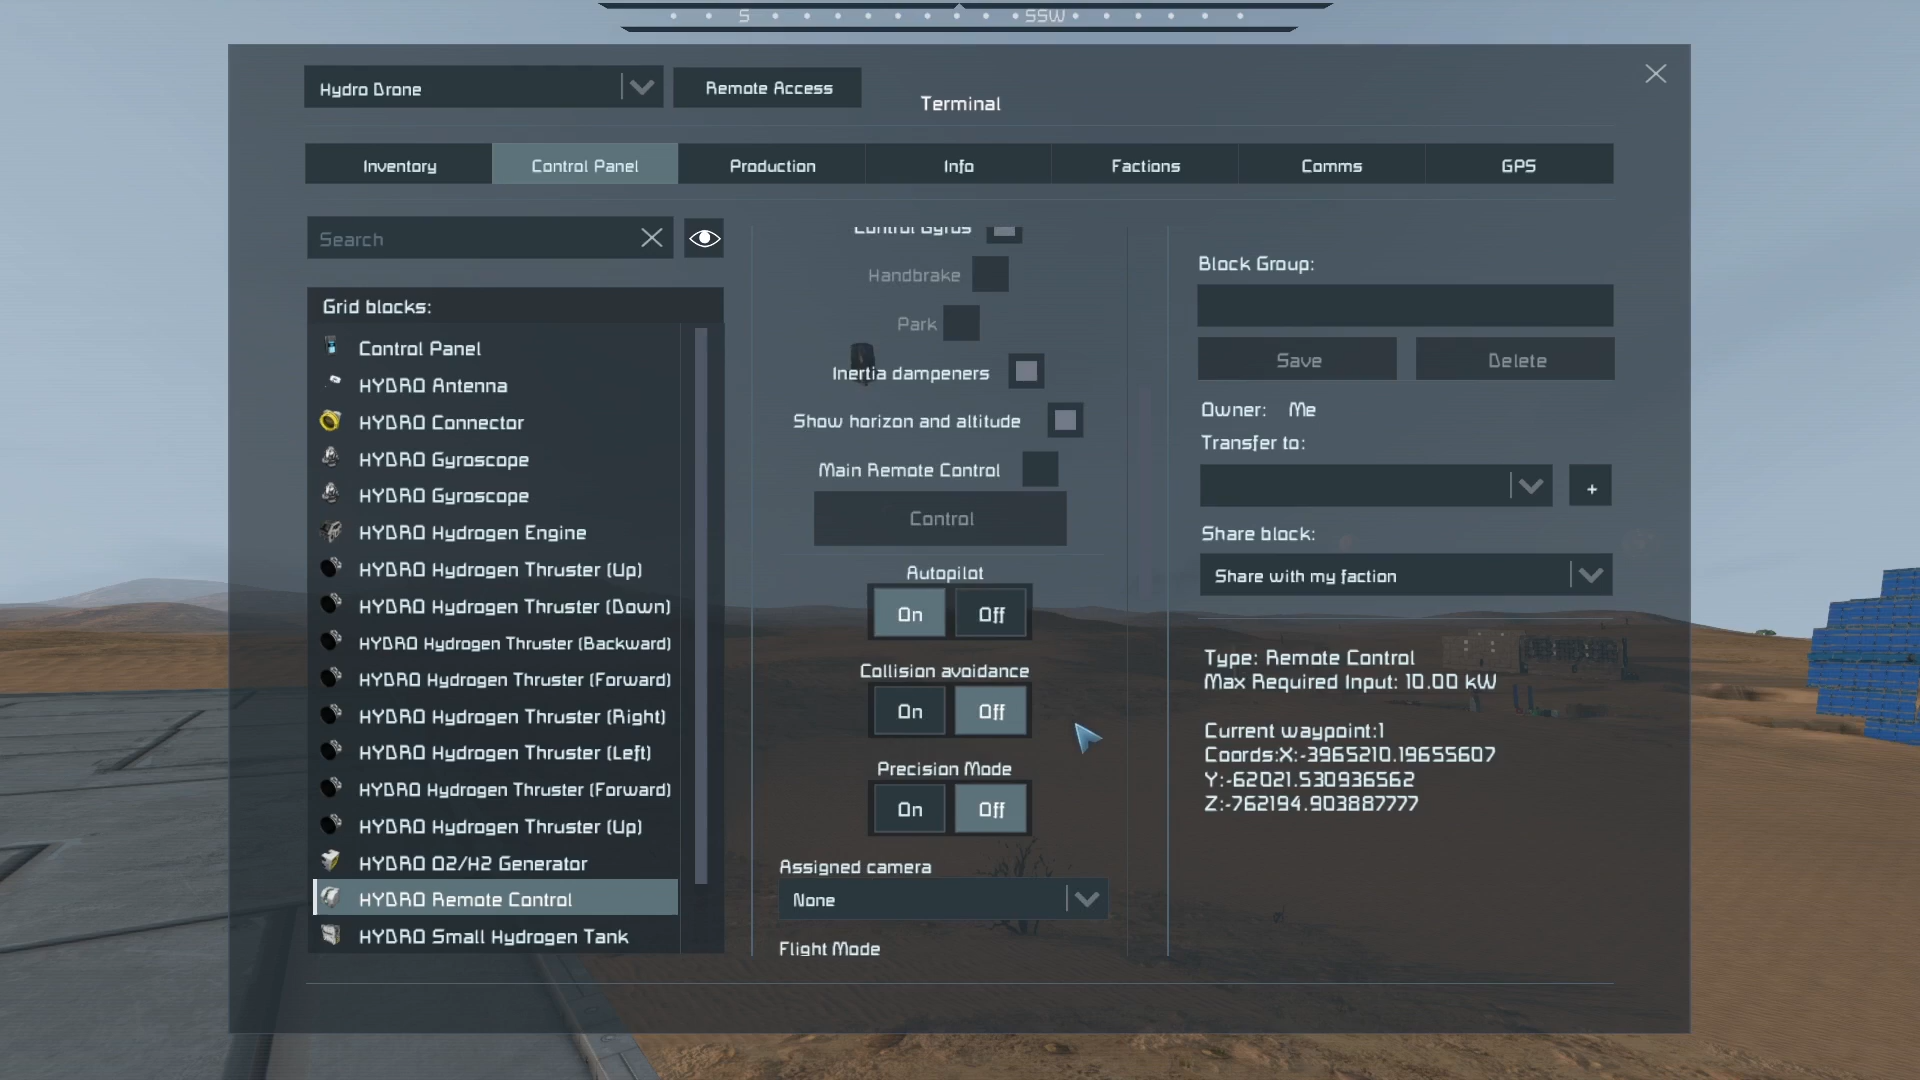 S SSW
Hydro Drone
Remote Access
Terminal
Inventory
Control Panel
Production
Info
Factions
Comms
GPS
Search
Grid blocks:
Control Panel
HYDRO Antenna
HYDRO Connector
HYDRO Gyroscope
HYDRO Gyroscope
HYDRO Hydrogen Engine
HYDRO Hydrogen Thruster (Up)
HYDRO Hydrogen Thruster (Down)
HYDRO Hydrogen Thruster (Backward)
HYDRO Hydrogen Thruster (Forward)
HYDRO Hydrogen Thruster (Right)
HYDRO Hydrogen Thruster (Left)
HYDRO Hydrogen Thruster (Forward)
HYDRO Hydrogen Thruster (Up)
HYDRO O2/H2 Generator
HYDRO Remote Control
HYDRO Small Hydrogen Tank
Control Gyros
Handbrake
Park
Inertia dampeners
Show horizon and altitude
Main Remote Control
Control
Autopilot
On Off
Collision avoidance
On Off
Precision Mode
On Off
Assigned camera
None
Flight Mode
Block Group:
Save Delete
Owner: Me
Transfer to:
+
Share block:
Share with my faction
Type: Remote Control
Max Required Input: 10.00 kW
Current waypoint:1
Coords:X:-3965210.19655607
Y:-62021.530936562
Z:-762194.903887777